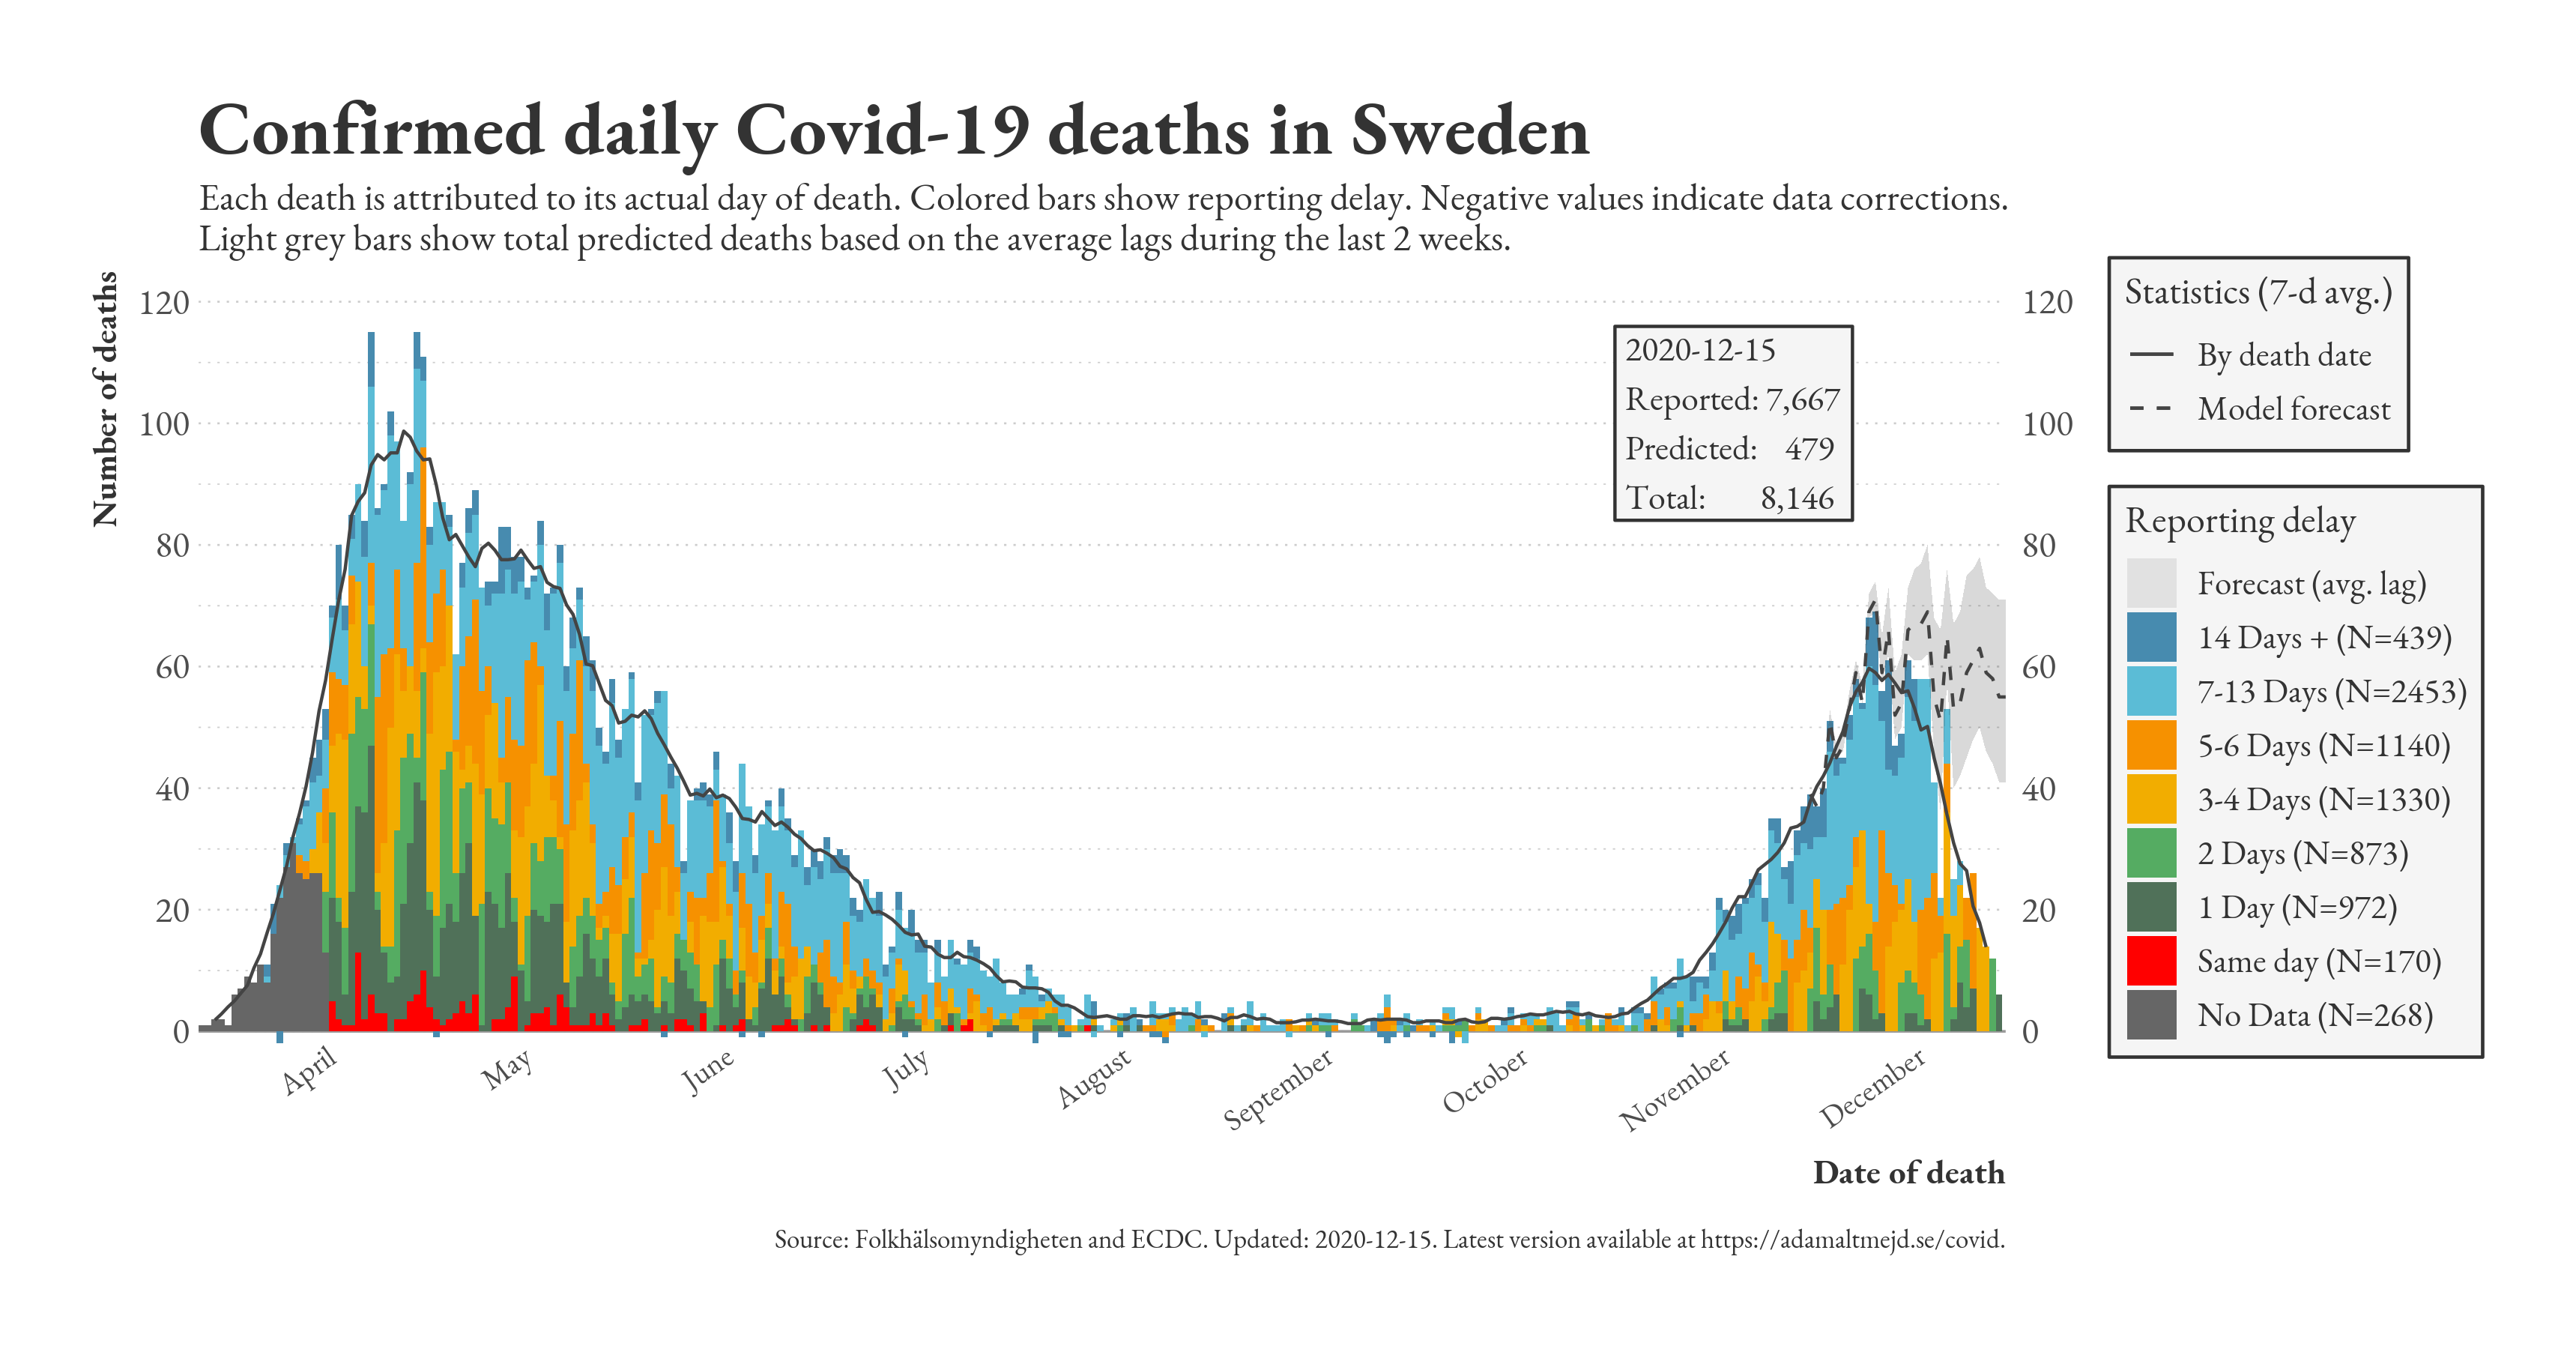 Confirmed daily Covid-19 deaths in Sweden
Each death is attributed to its actual day of death. Colored bars show reporting delay. Negative values indicate data corrections.
Light grey bars show total predicted deaths based on the average lags during the last 2 weeks.
Number of deaths
120
100
80
60
40
20
0
2020-12-15
Reported: 7,667
Predicted: 479
Total: 8,146
120
100
80
60
40
20
0
Statistics (7-d avg.)
By death date
Model forecast
Reporting delay
Forecast (avg. lag)
14 Days + (N=439)
7-13 Days (N=2453)
5-6 Days (N=1140)
3-4 Days (N=1330)
2 Days (N=873)
1 Day (N=972)
Same day (N=170)
No Data (N=268)
April
May
June
July
August
September
October
November
December
Date of death
Source: Folkhälsomyndigheten and ECDC. Updated: 2020-12-15. Latest version available at https://adamaltmejd.se/covid.